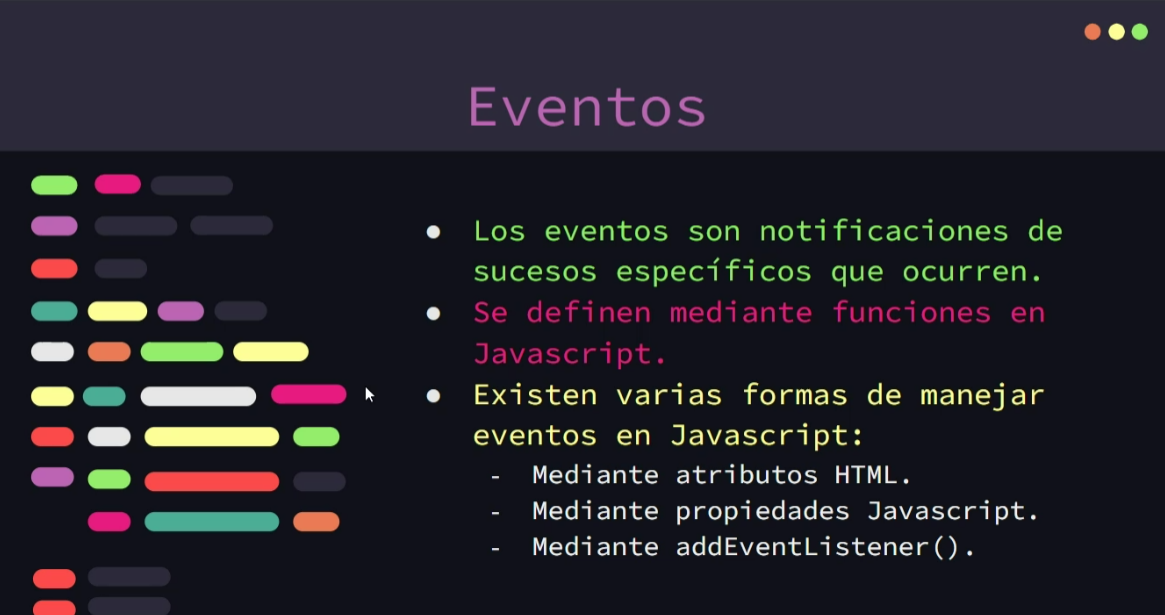 Eventos
● Los eventos son notificaciones de
sucesos específicos que ocurren.
● Se definen mediante funciones en
Javascript.
● Existen varias formas de manejar
eventos en Javascript:
- Mediante atributos HTML.
- Mediante propiedades Javascript.
- Mediante addEventListener().